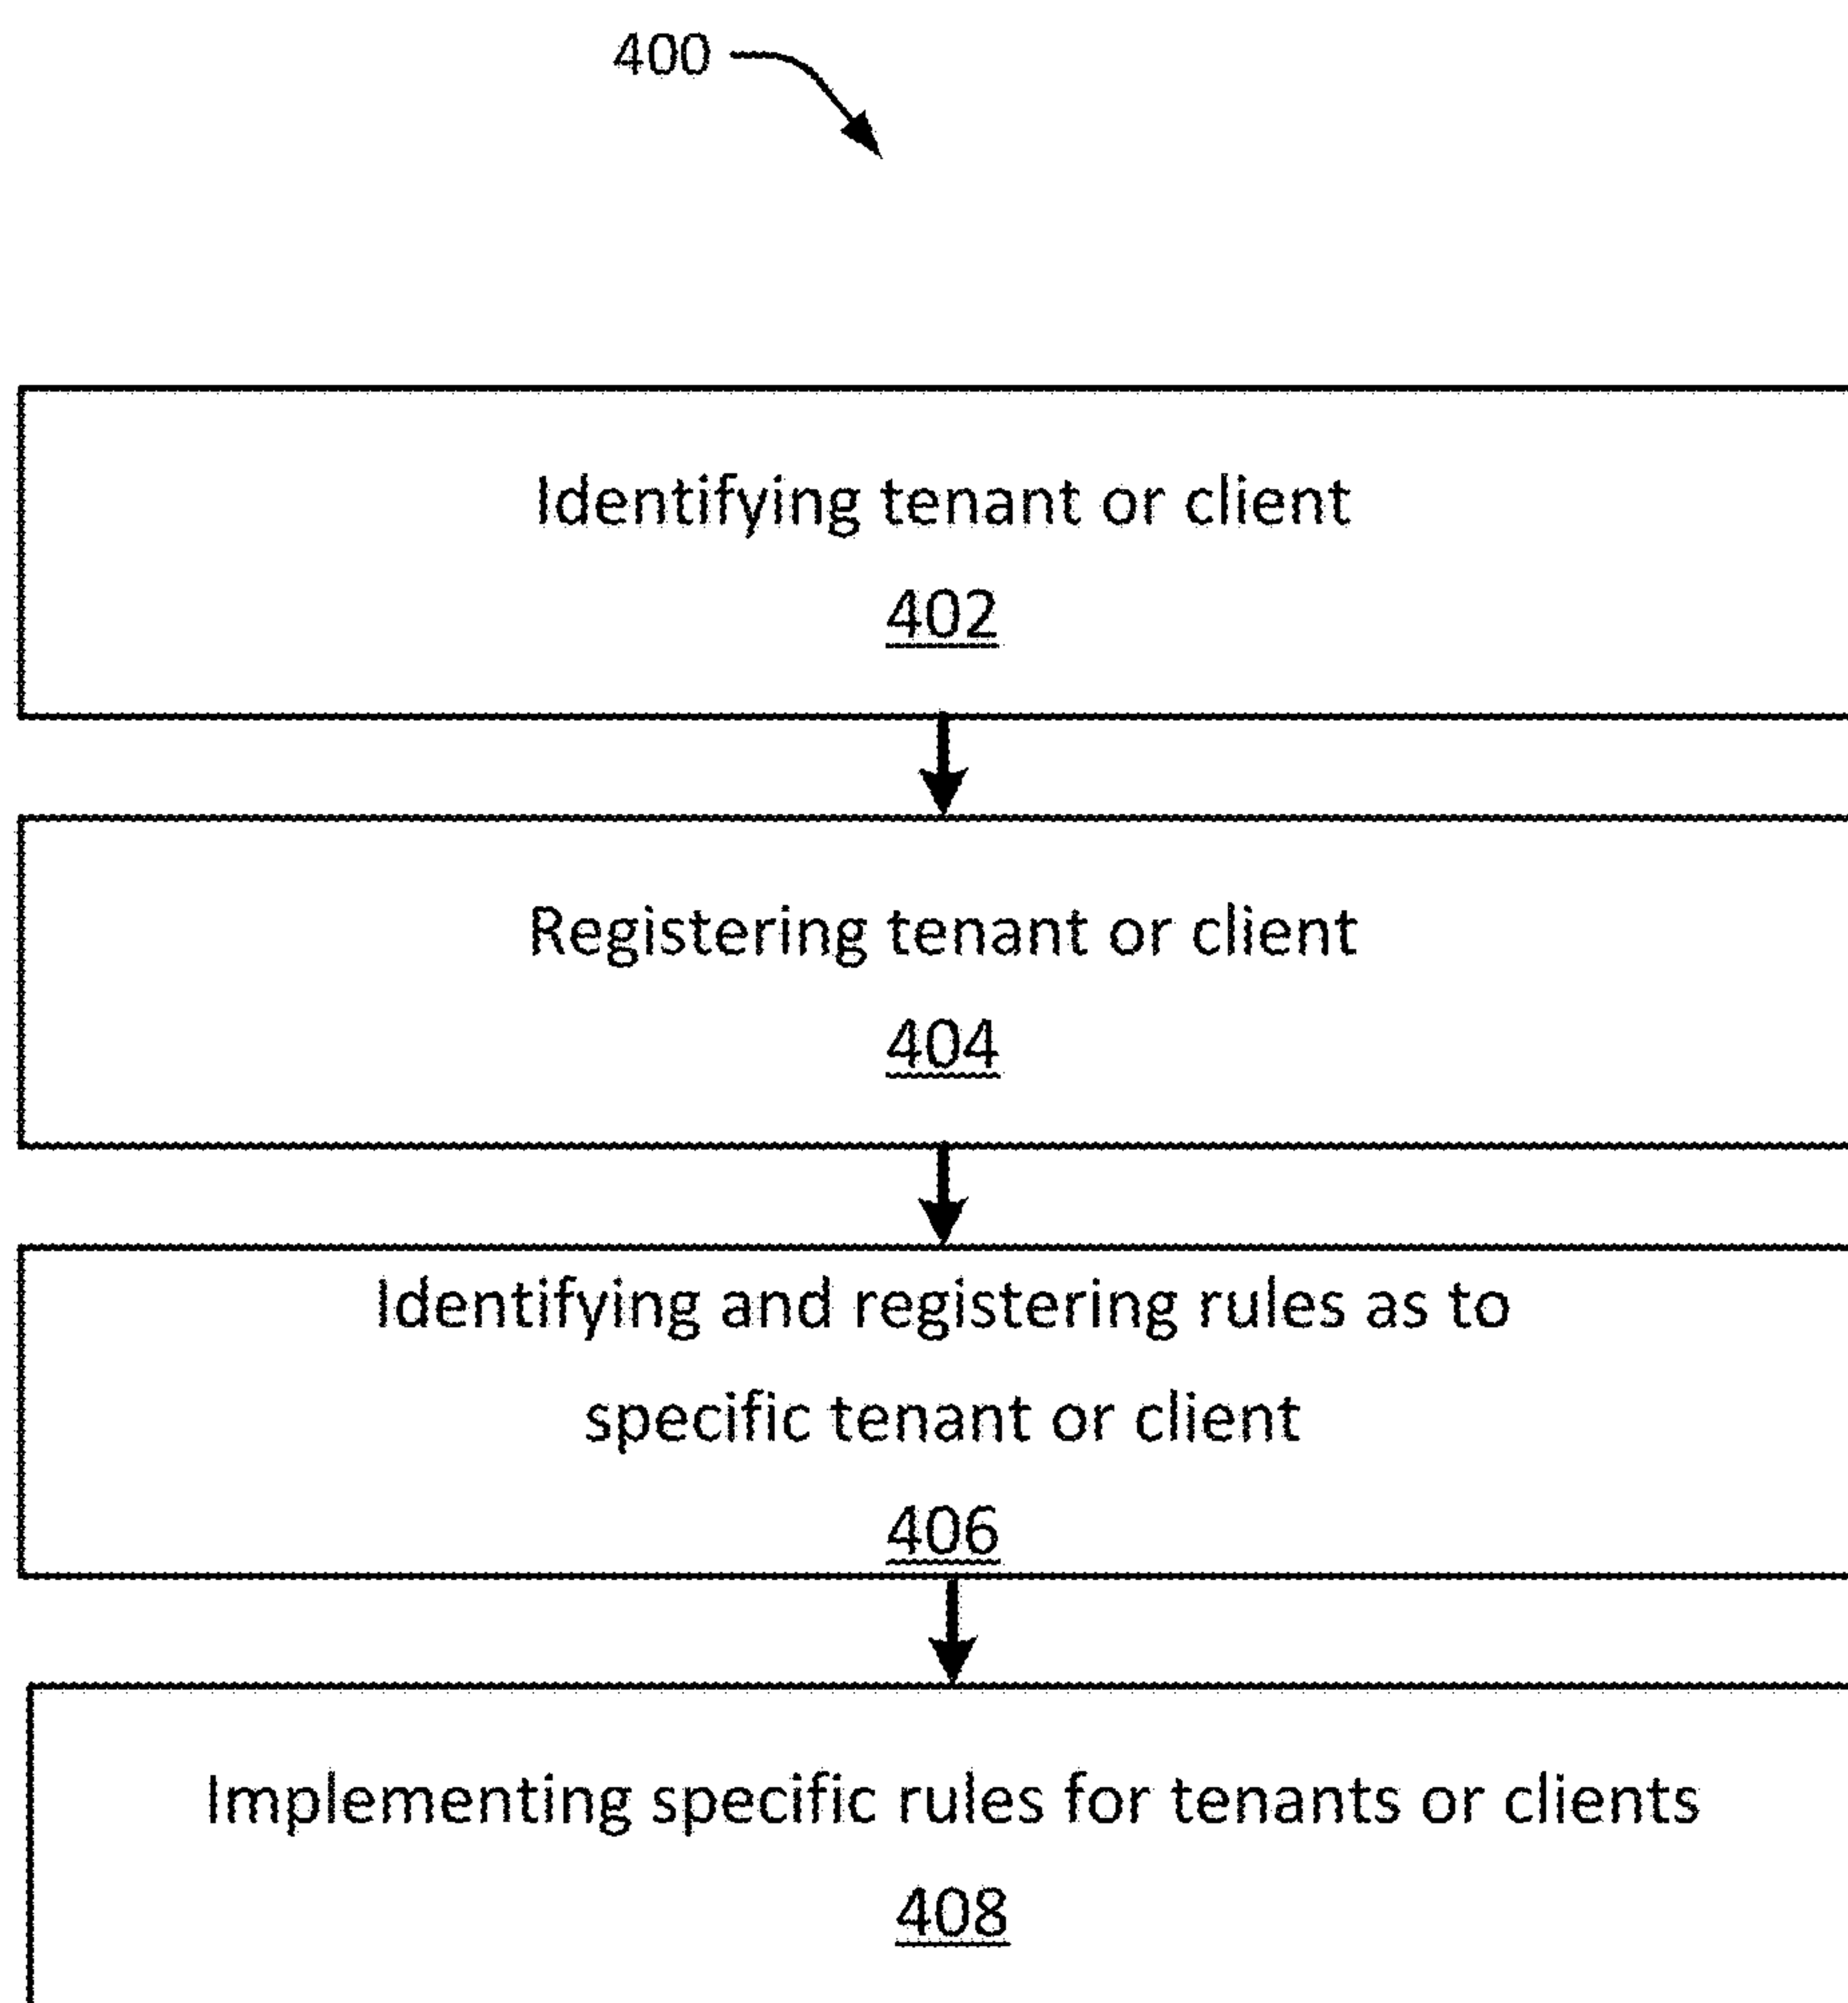 400
Identifying tenant or client
402
Registering tenant or client
404
Identifying and registering rules as to
specific tenant or client
406
Implementing specific rules for tenants or clients
408